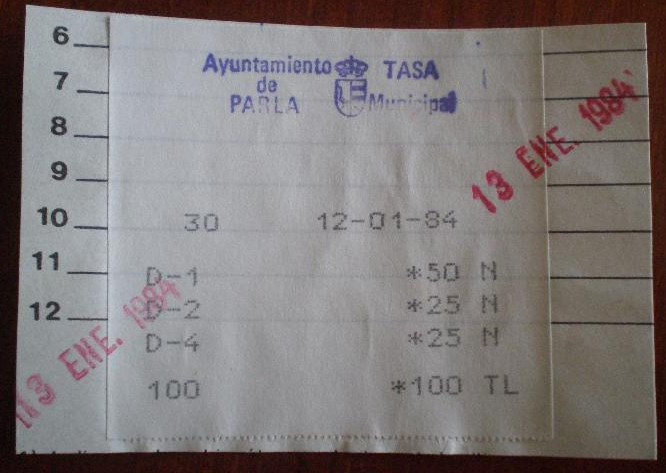 6
7
8
9
10
11
12
Ayuntamiento de PARLA
TASA Municipal
13 ENE. 1984
30 12-01-84
D-1 *50 N
D-2 *25 N
D-4 *25 N
100 *100 TL
13 ENE. 1984